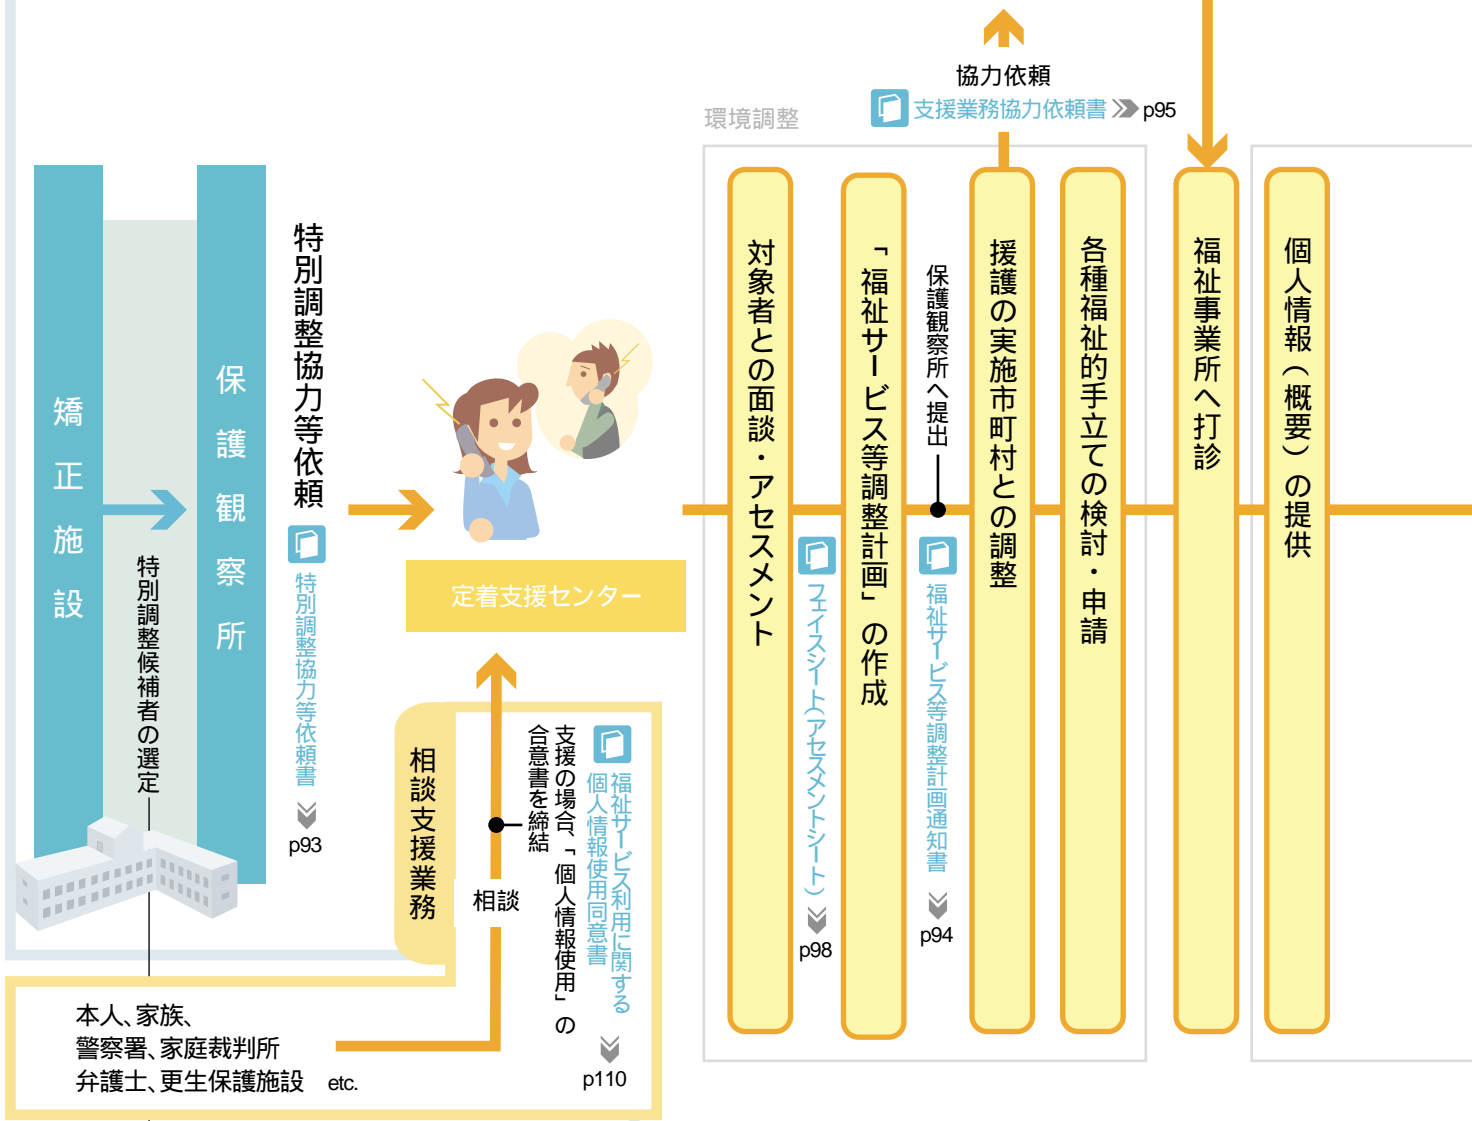 矯正施設
特別調整候補者の選定
保護観察所
特別調整協力等依頼
特別調整協力等依頼書
p93
定着支援センター
相談支援業務
相談
支援の場合、「個人情報使用」の
合意書を締結
福祉サービス利用に関する
個人情報使用同意書
p110
本人、家族、
警察署、家庭裁判所
弁護士、更生保護施設 etc.
環境調整
対象者との面談・アセスメント
フェイスシート(アセスメントシート)
p98
「福祉サービス等調整計画」の作成
保護観察所へ提出
福祉サービス等調整計画通知書
p94
協力依頼
支援業務協力依頼書 p95
援護の実施市町村との調整
各種福祉的手立ての検討・申請
福祉事業所へ打診
個人情報(概要)の提供